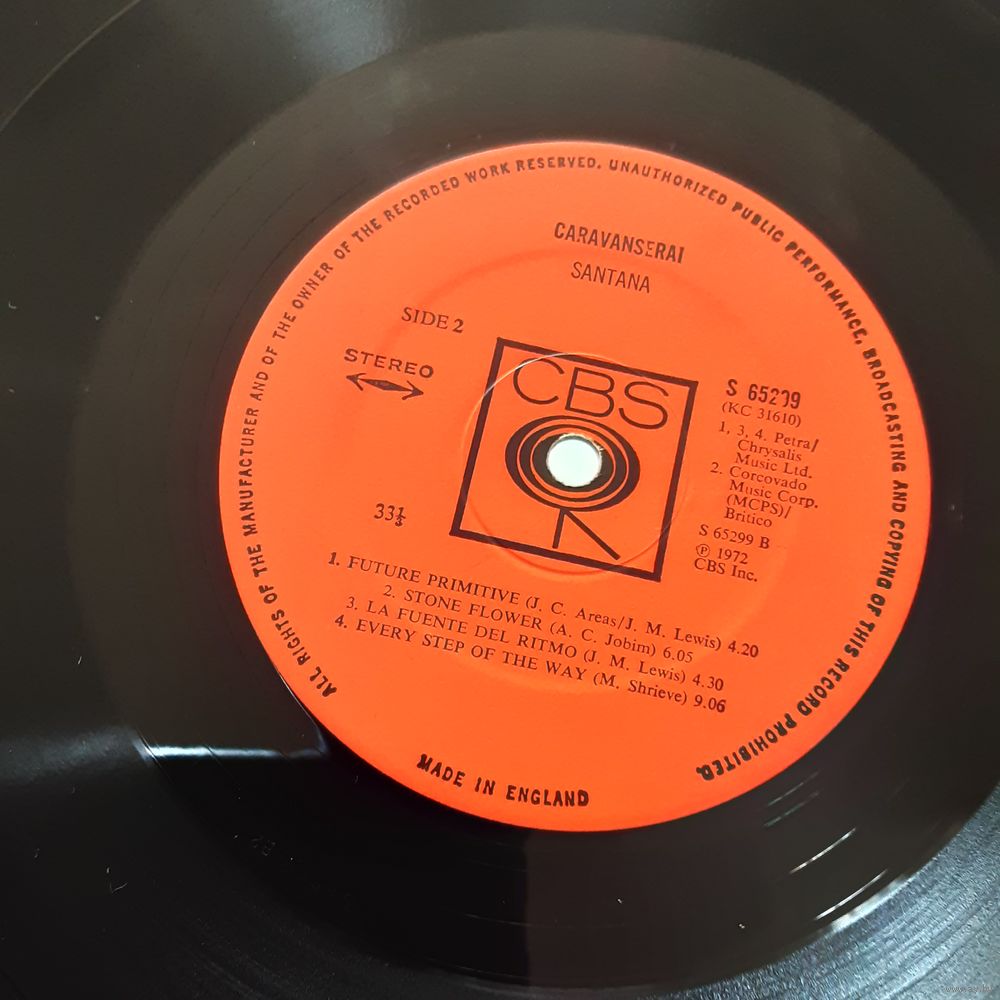 ALL RIGHTS OF THE MANUFACTURER AND OF THE OWNER OF THE RECORDED WORK RESERVED. UNAUTHORIZED PUBLIC PERFORMANCE, BROADCASTING AND COPYING OF THIS RECORD PROHIBITED.
CARAVANSERAI
SANTANA
SIDE 2
STEREO
CBS
S 65299
(KC 31610)
1, 3, 4. Petra/
Chrysalis
Music Ltd.
2. Corcovado
Music Corp.
(MCPS)/
Britico
S 65299 B
℗ 1972
CBS Inc.
33⅓
1. FUTURE PRIMITIVE (J. C. Areas/J. M. Lewis) 4.20
2. STONE FLOWER (A. C. Jobim) 6.05
3. LA FUENTE DEL RITMO (J. M. Lewis) 4.30
4. EVERY STEP OF THE WAY (M. Shrieve) 9.06
MADE IN ENGLAND